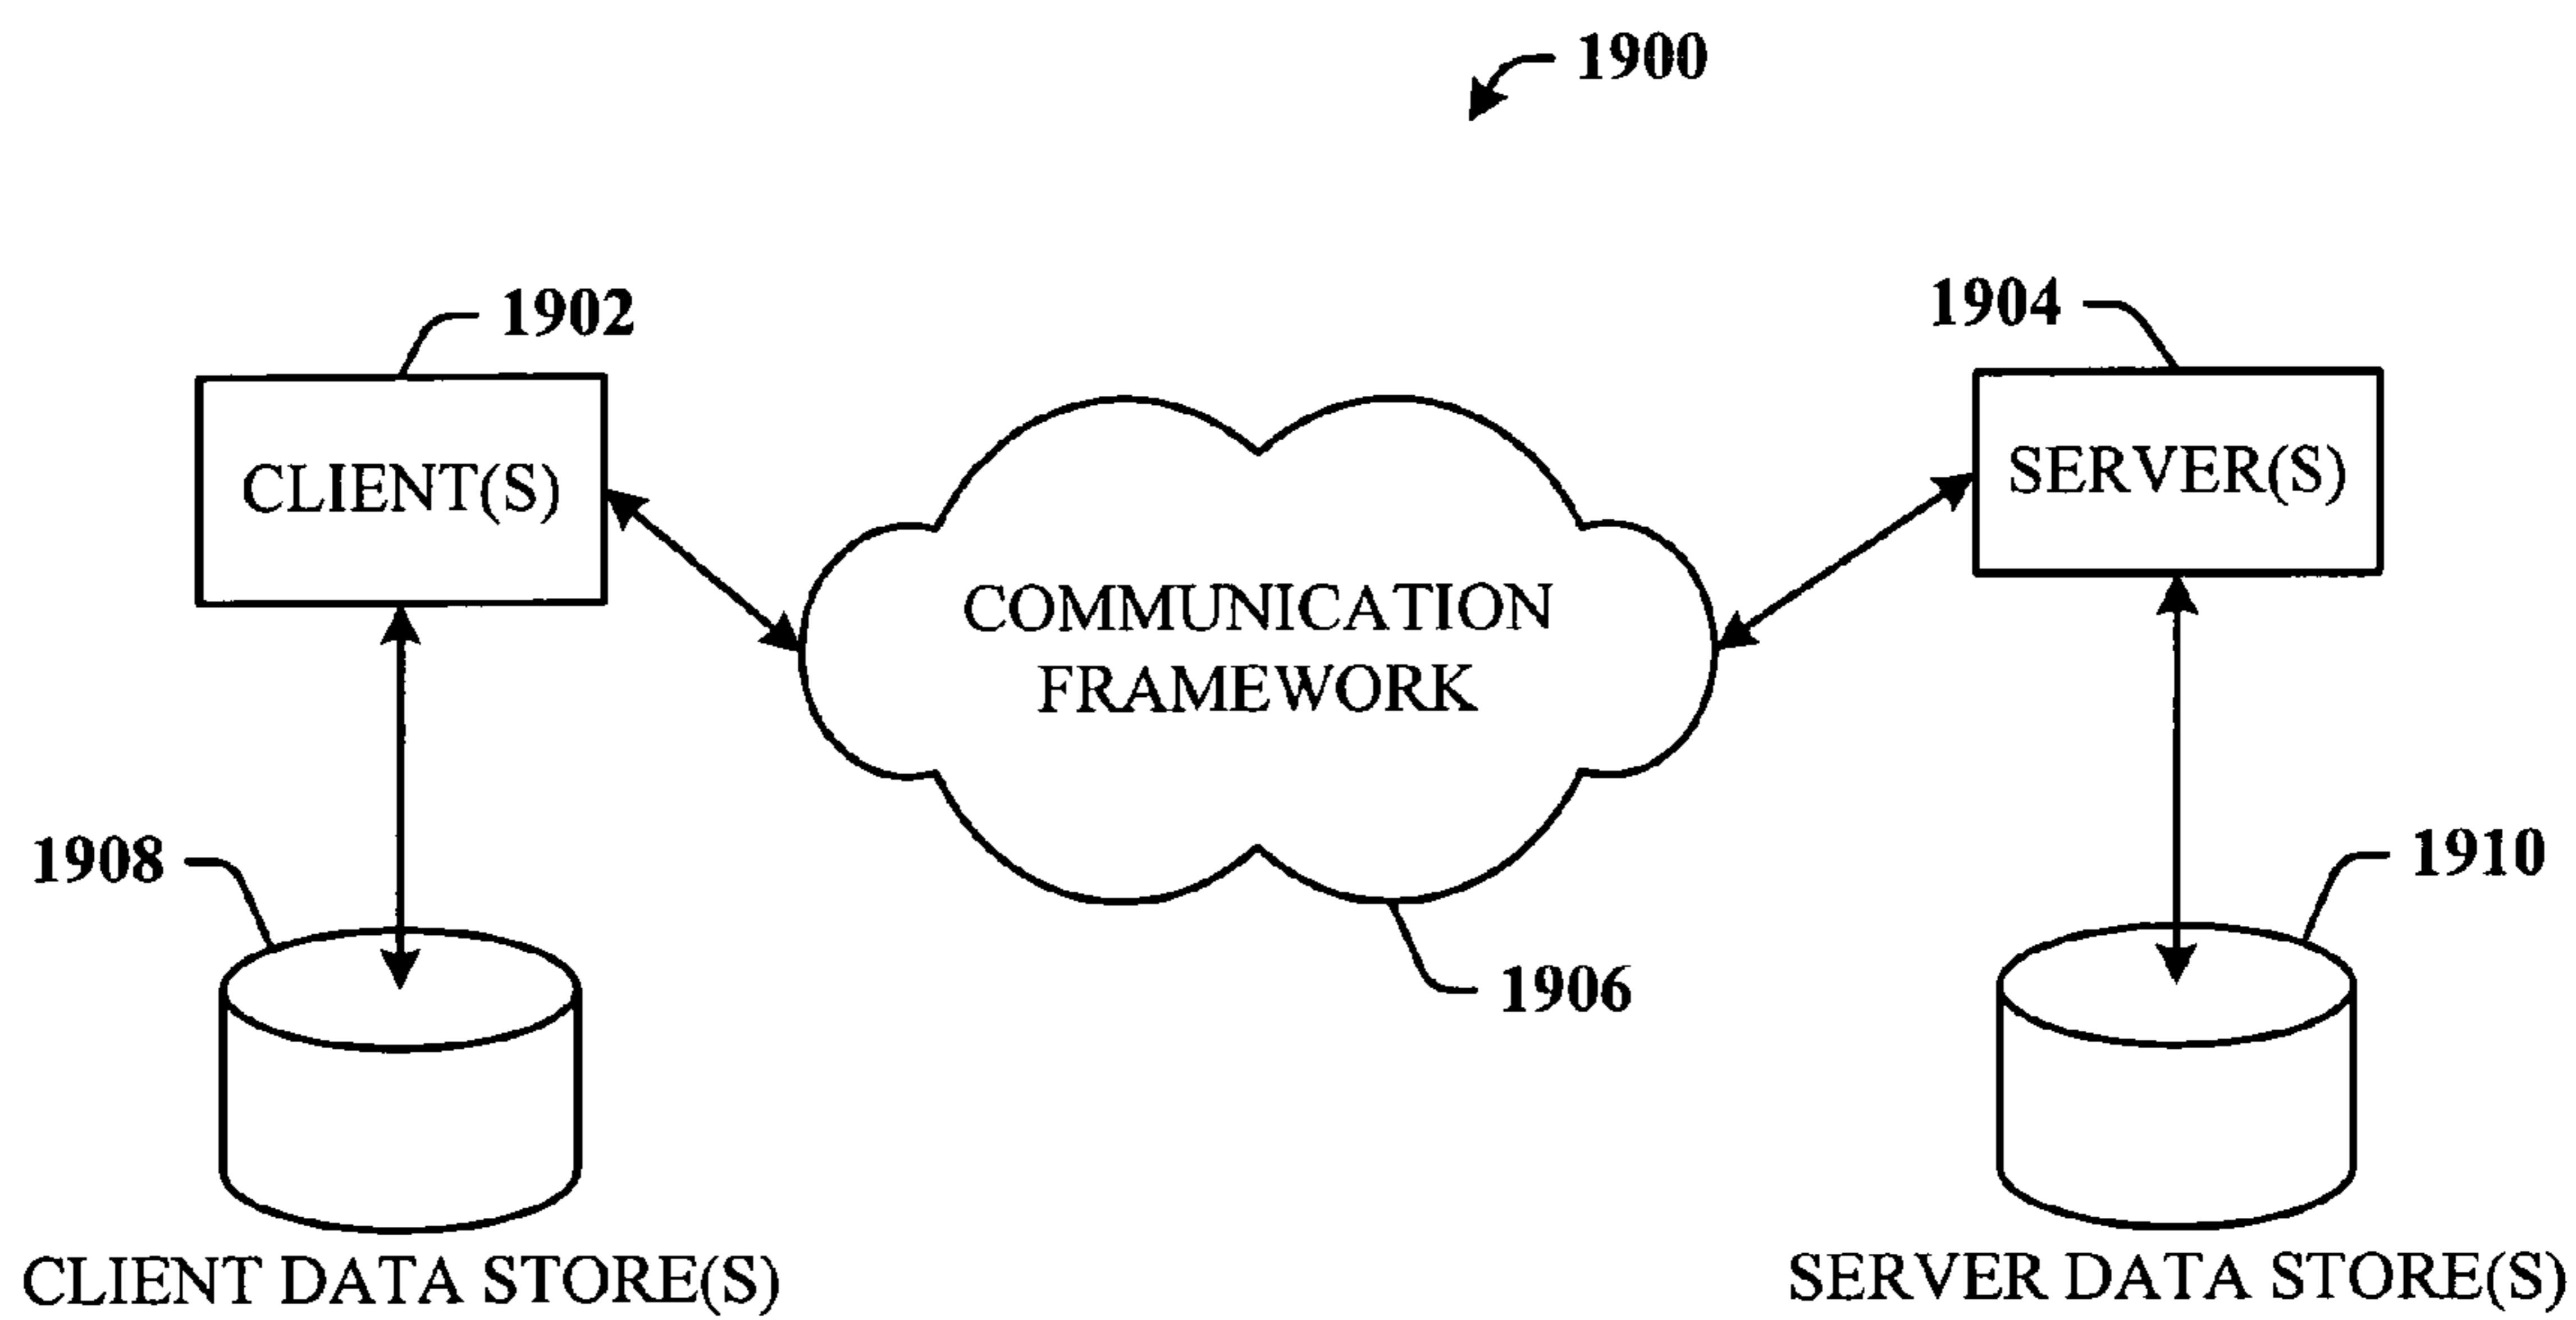 1900
1902
1904
CLIENT(S)
SERVER(S)
COMMUNICATION
FRAMEWORK
1908
1910
1906
CLIENT DATA STORE(S)
SERVER DATA STORE(S)